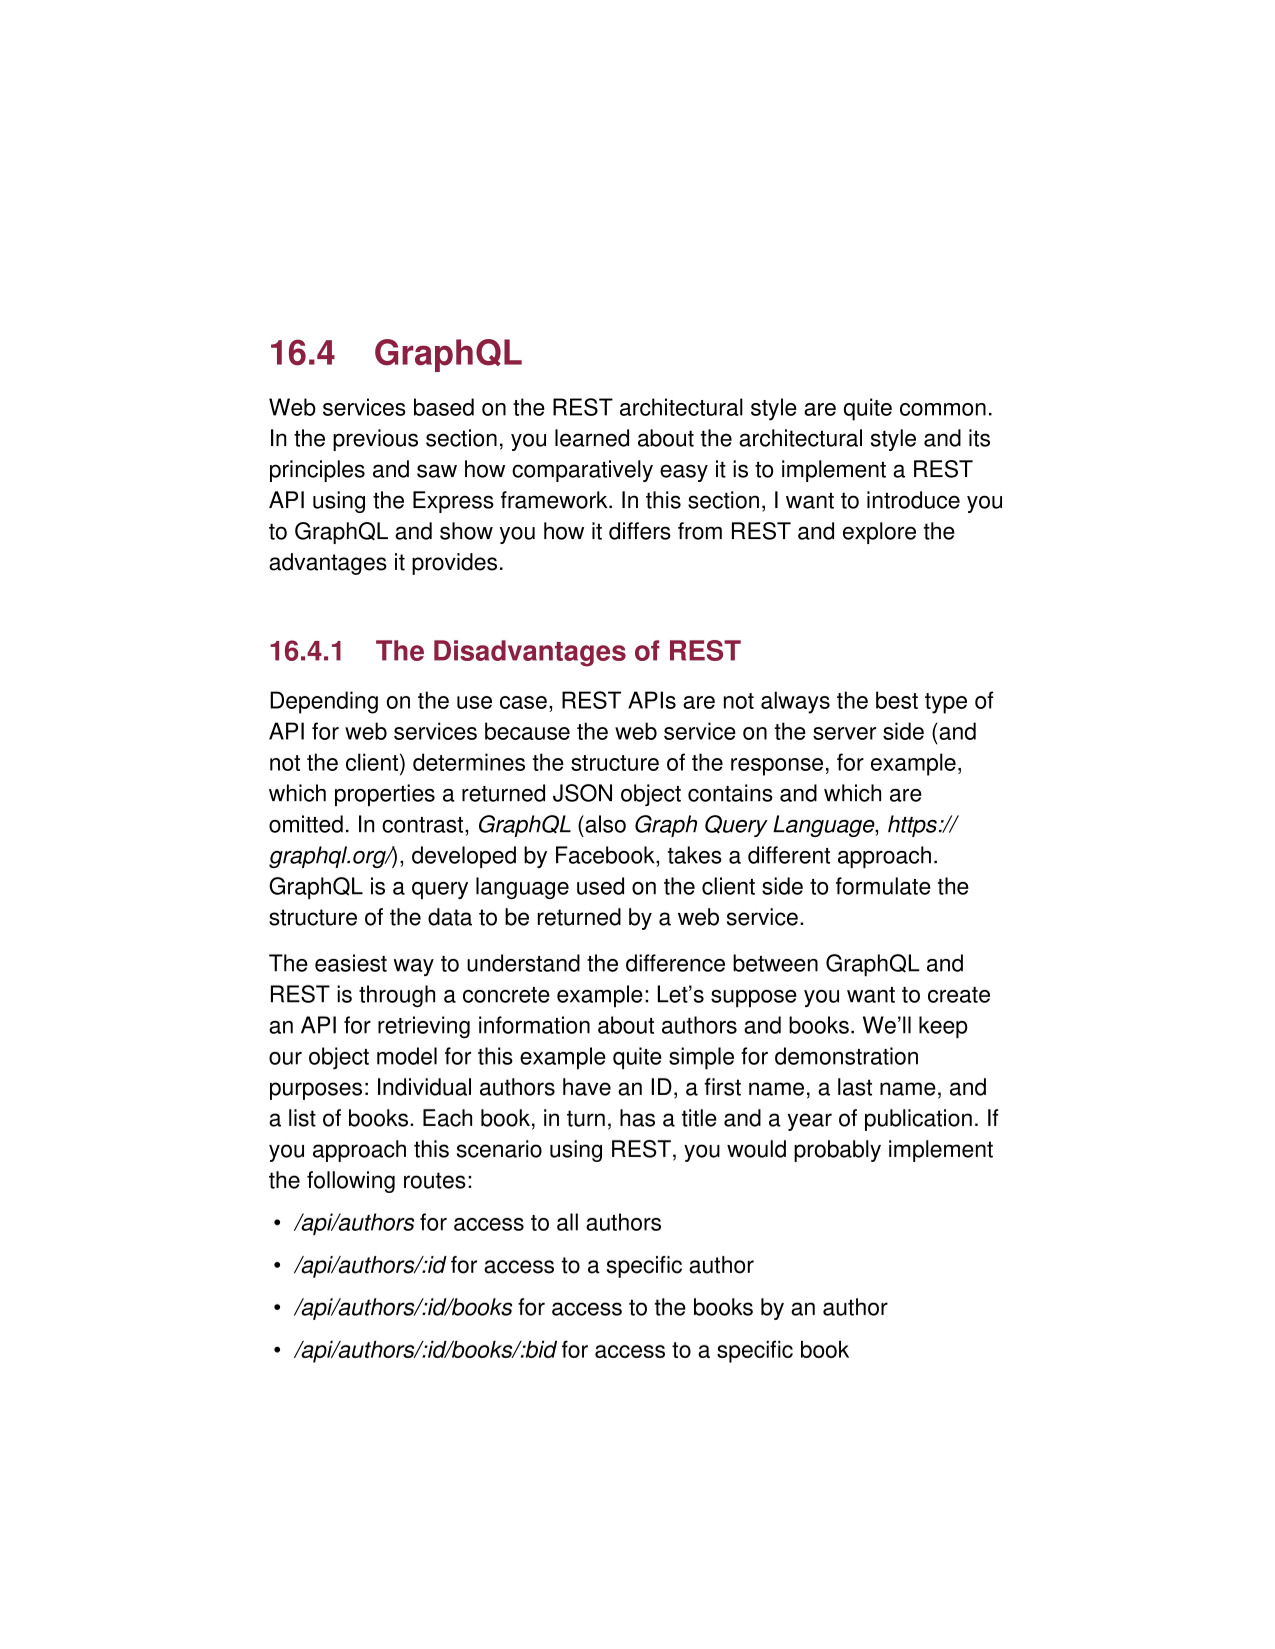 16.4 GraphQL
Web services based on the REST architectural style are quite common.
In the previous section, you learned about the architectural style and its
principles and saw how comparatively easy it is to implement a REST
API using the Express framework. In this section, I want to introduce you
to GraphQL and show you how it differs from REST and explore the
advantages it provides.
16.4.1 The Disadvantages of REST
Depending on the use case, REST APIs are not always the best type of
API for web services because the web service on the server side (and
not the client) determines the structure of the response, for example,
which properties a returned JSON object contains and which are
omitted. In contrast, GraphQL (also Graph Query Language, https://
graphql.org/), developed by Facebook, takes a different approach.
GraphQL is a query language used on the client side to formulate the
structure of the data to be returned by a web service.
The easiest way to understand the difference between GraphQL and
REST is through a concrete example: Let’s suppose you want to create
an API for retrieving information about authors and books. We’ll keep
our object model for this example quite simple for demonstration
purposes: Individual authors have an ID, a first name, a last name, and
a list of books. Each book, in turn, has a title and a year of publication. If
you approach this scenario using REST, you would probably implement
the following routes:
• /api/authors for access to all authors
• /api/authors/:id for access to a specific author
• /api/authors/:id/books for access to the books by an author
• /api/authors/:id/books/:bid for access to a specific book